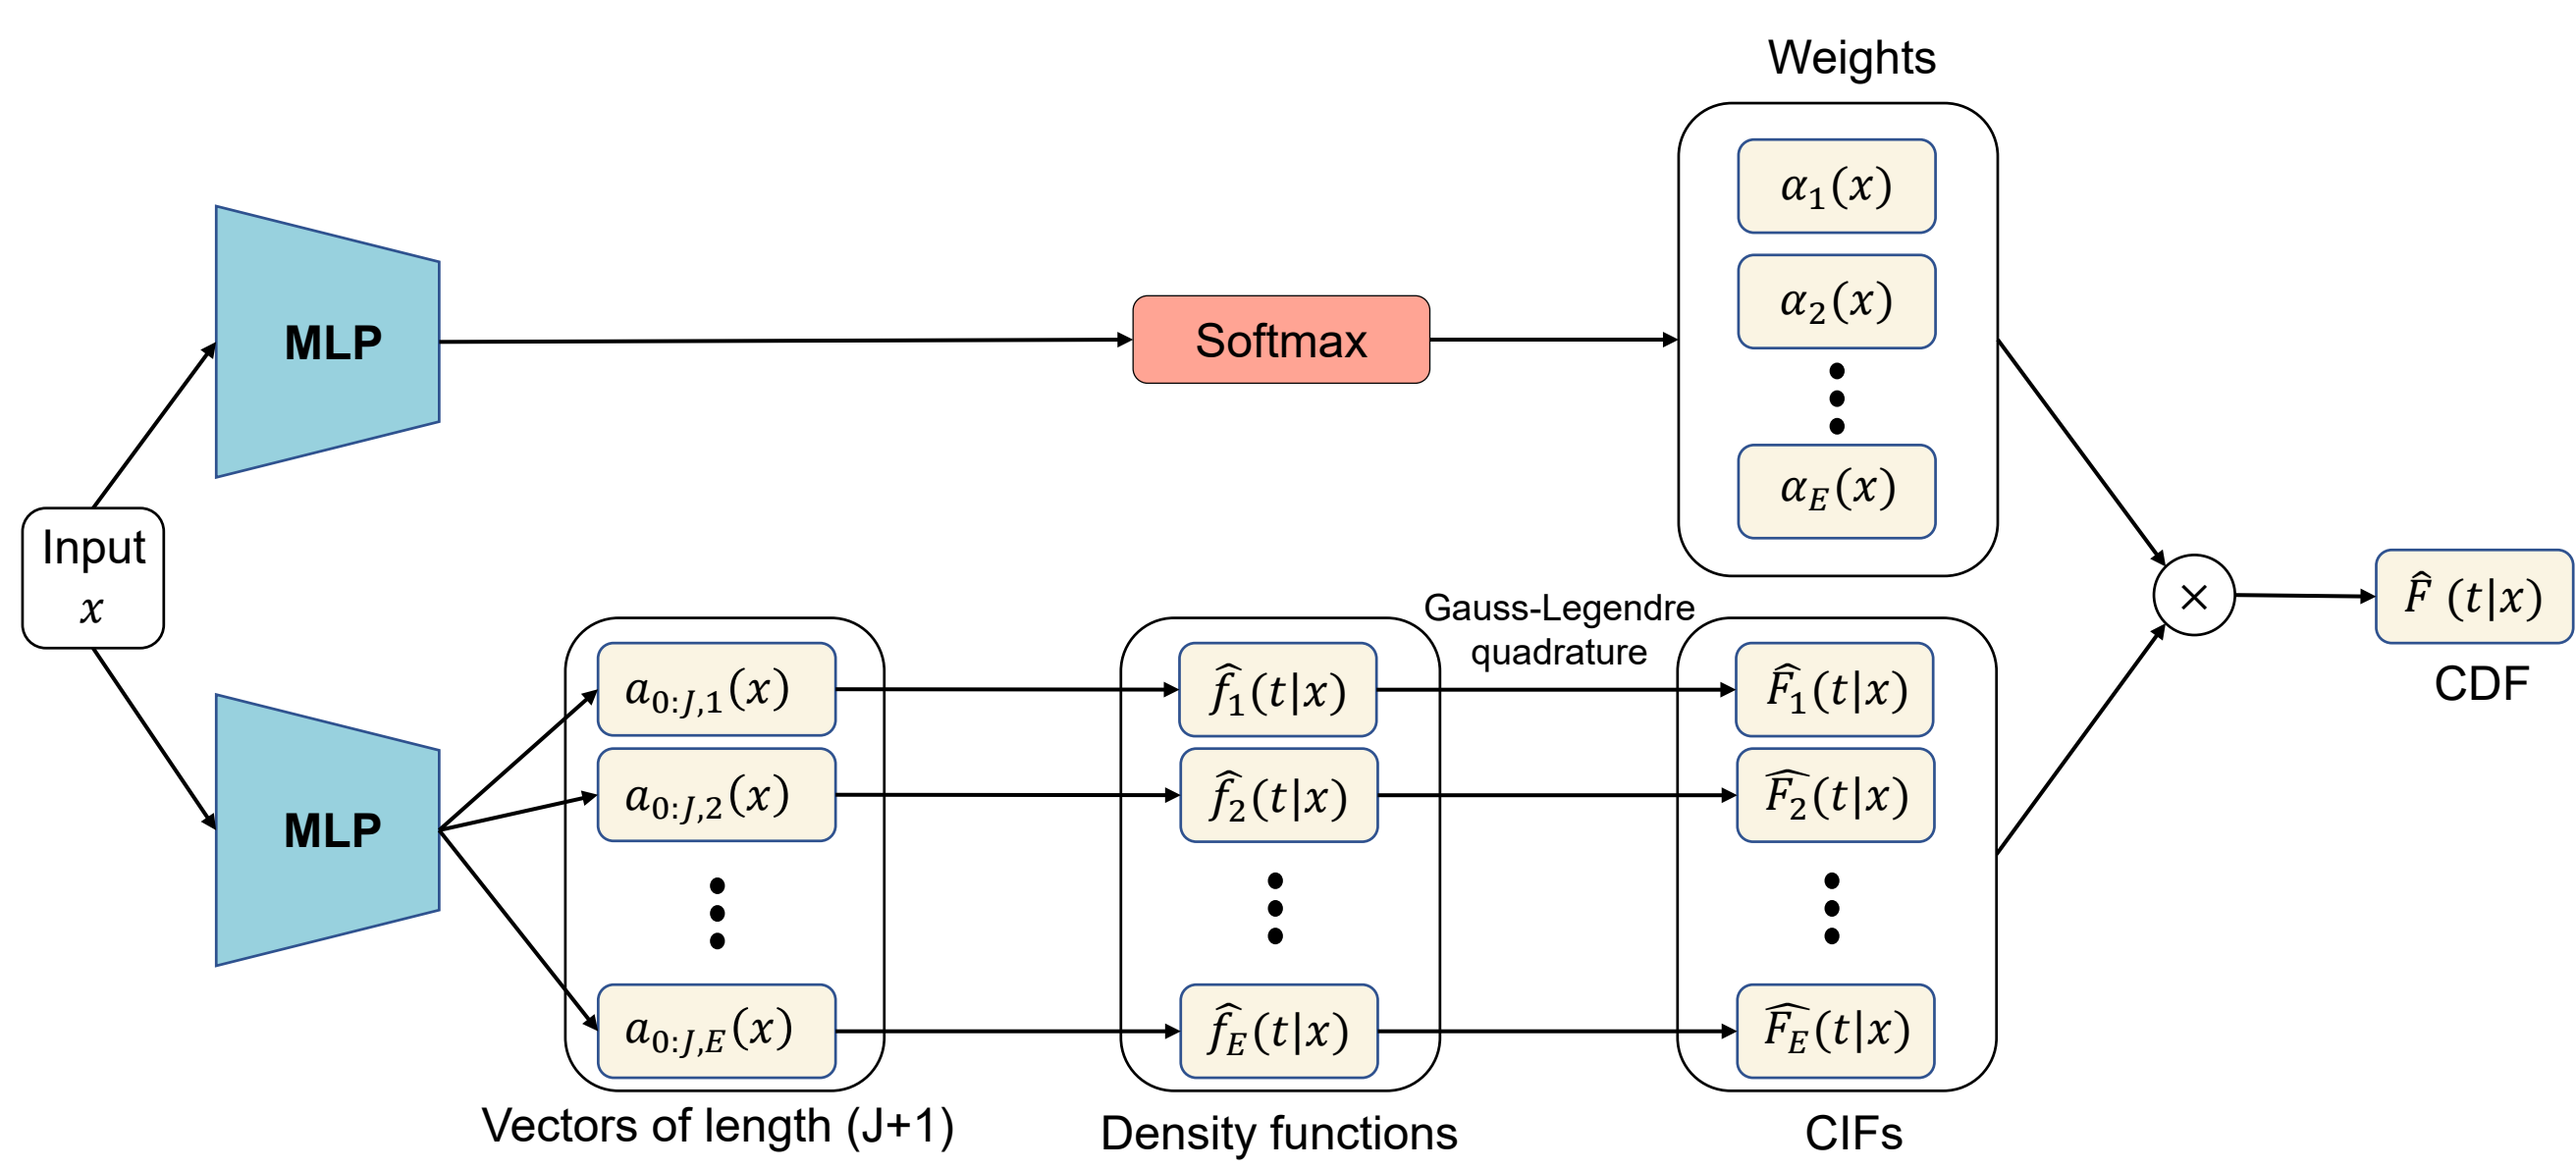 Weights
α₁(x)
α₂(x)
α_E(x)
MLP
Softmax
Input
x
MLP
a₀:J,₁(x)
a₀:J,₂(x)
a₀:J,E(x)
Vectors of length (J+1)
f̂₁(t|x)
f̂₂(t|x)
f̂_E(t|x)
Density functions
Gauss-Legendre
quadrature
F̂₁(t|x)
F̂₂(t|x)
F̂_E(t|x)
CIFs
×
F̂ (t|x)
CDF